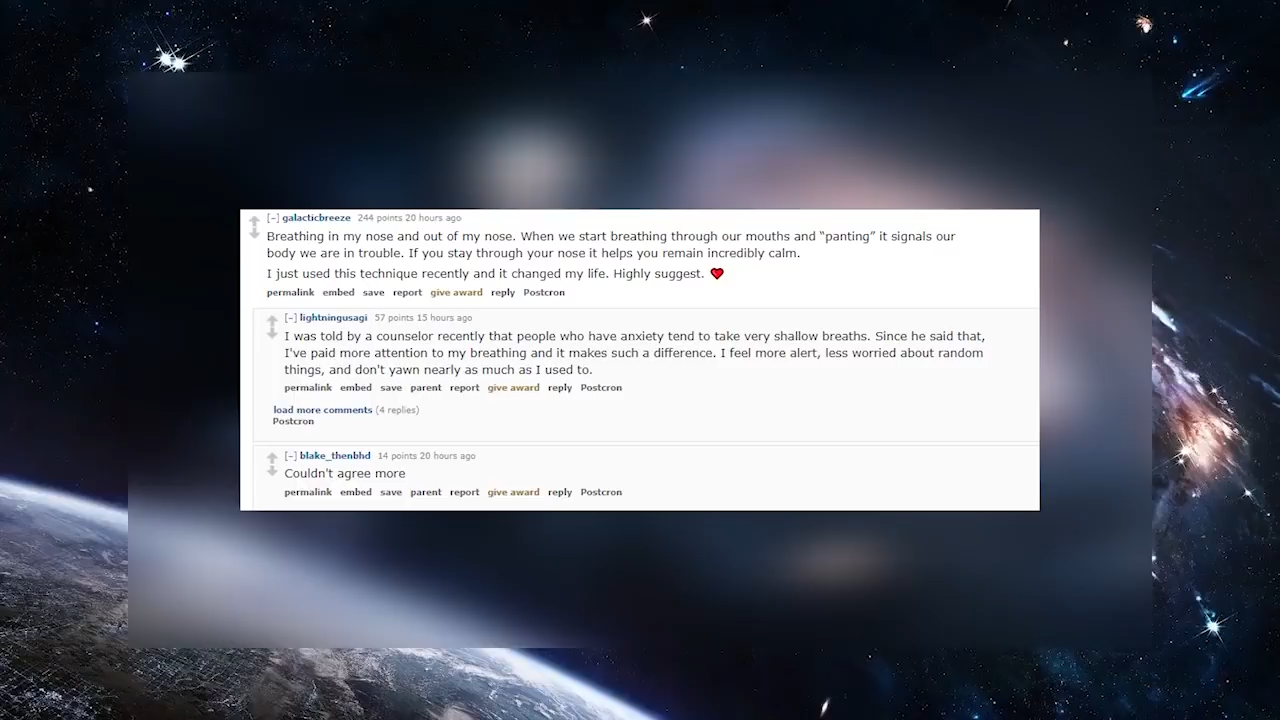 [–] galacticbreeze 244 points 20 hours ago
Breathing in my nose and out of my nose. When we start breathing through our mouths and “panting” it signals our
body we are in trouble. If you stay through your nose it helps you remain incredibly calm.
I just used this technique recently and it changed my life. Highly suggest. ❤
permalink embed save report give award reply Postcron
[–] lightningusagi 57 points 15 hours ago
I was told by a counselor recently that people who have anxiety tend to take very shallow breaths. Since he said that,
I've paid more attention to my breathing and it makes such a difference. I feel more alert, less worried about random
things, and don't yawn nearly as much as I used to.
permalink embed save parent report give award reply Postcron
load more comments (4 replies)
Postcron
[–] blake_thenbhd 14 points 20 hours ago
Couldn't agree more
permalink embed save parent report give award reply Postcron